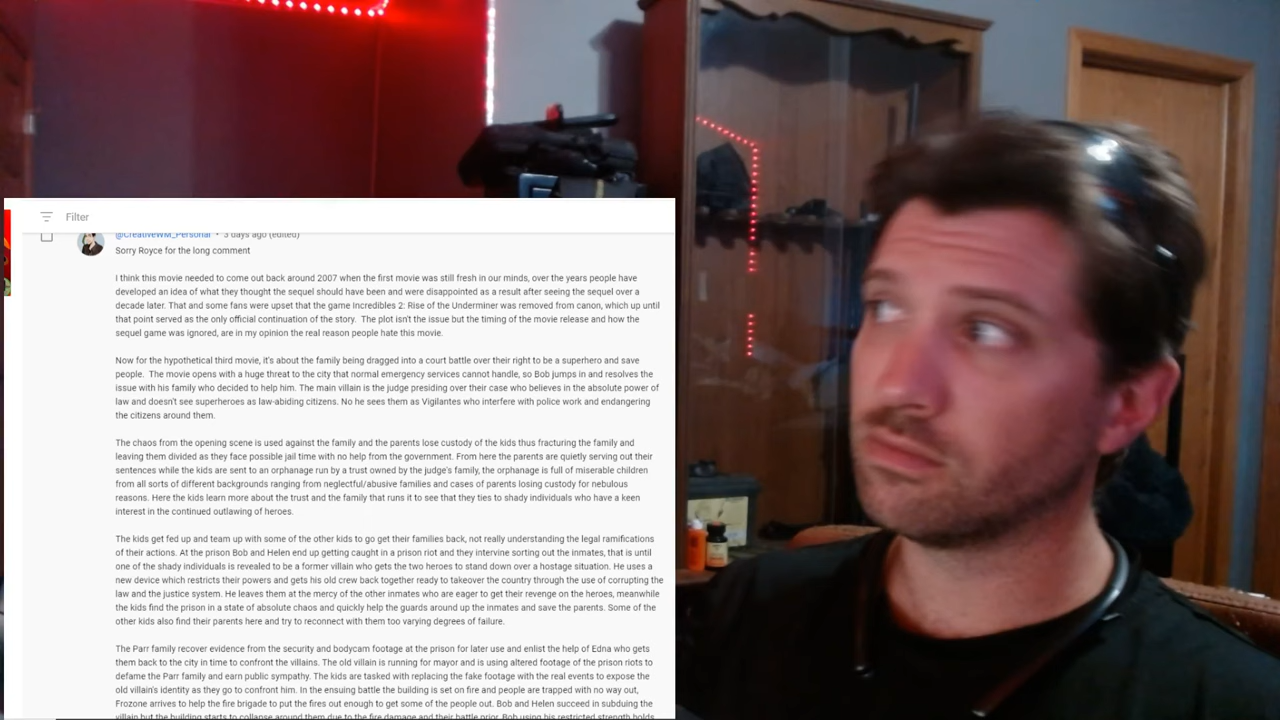 Filter
@CreativeWM_Personal • 3 days ago (edited)
Sorry Royce for the long comment
I think this movie needed to come out back around 2007 when the first movie was still fresh in our minds, over the years people have
developed an idea of what they thought the sequel should have been and were disappointed as a result after seeing the sequel over a
decade later. That and some fans were upset that the game Incredibles 2: Rise of the Underminer was removed from canon, which up until
that point served as the only official continuation of the story.  The plot isn't the issue but the timing of the movie release and how the
sequel game was ignored, are in my opinion the real reason people hate this movie.
Now for the hypothetical third movie, it's about the family being dragged into a court battle over their right to be a superhero and save
people.  The movie opens with a huge threat to the city that normal emergency services cannot handle, so Bob jumps in and resolves the
issue with his family who decided to help him. The main villain is the judge presiding over their case who believes in the absolute power of
law and doesn't see superheroes as law-abiding citizens. No he sees them as Vigilantes who interfere with police work and endangering
the citizens around them.
The chaos from the opening scene is used against the family and the parents lose custody of the kids thus fracturing the family and
leaving them divided as they face possible jail time with no help from the government. From here the parents are quietly serving out their
sentences while the kids are sent to an orphanage run by a trust owned by the judge's family, the orphanage is full of miserable children
from all sorts of different backgrounds ranging from neglectful/abusive families and cases of parents losing custody for nebulous
reasons. Here the kids learn more about the trust and the family that runs it to see that they ties to shady individuals who have a keen
interest in the continued outlawing of heroes.
The kids get fed up and team up with some of the other kids to go get their families back, not really understanding the legal ramifications
of their actions. At the prison Bob and Helen end up getting caught in a prison riot and they intervene sorting out the inmates, that is until
one of the shady individuals is revealed to be a former villain who gets the two heroes to stand down over a hostage situation. He uses a
new device which restricts their powers and gets his old crew back together ready to takeover the country through the use of corrupting the
law and the justice system. He leaves them at the mercy of the other inmates who are eager to get their revenge on the heroes, meanwhile
the kids find the prison in a state of absolute chaos and quickly help the guards around up the inmates and save the parents. Some of the
other kids also find their parents here and try to reconnect with them too varying degrees of failure.
The Parr family recover evidence from the security and bodycam footage at the prison for later use and enlist the help of Edna who gets
them back to the city in time to confront the villains. The old villain is running for mayor and is using altered footage of the prison riots to
defame the Parr family and earn public sympathy. The kids are tasked with replacing the fake footage with the real events to expose
the old villain's identity as they go to confront him. In the ensuing battle the building is set on fire and people are trapped with no way out,
Frozone arrives to help the fire brigade to put the fires out enough to get some of the people out. Bob and Helen succeed in subduing the
villain but the building starts to collapse around them due to the fire damage and their battle prior. Bob using his restricted strength holds